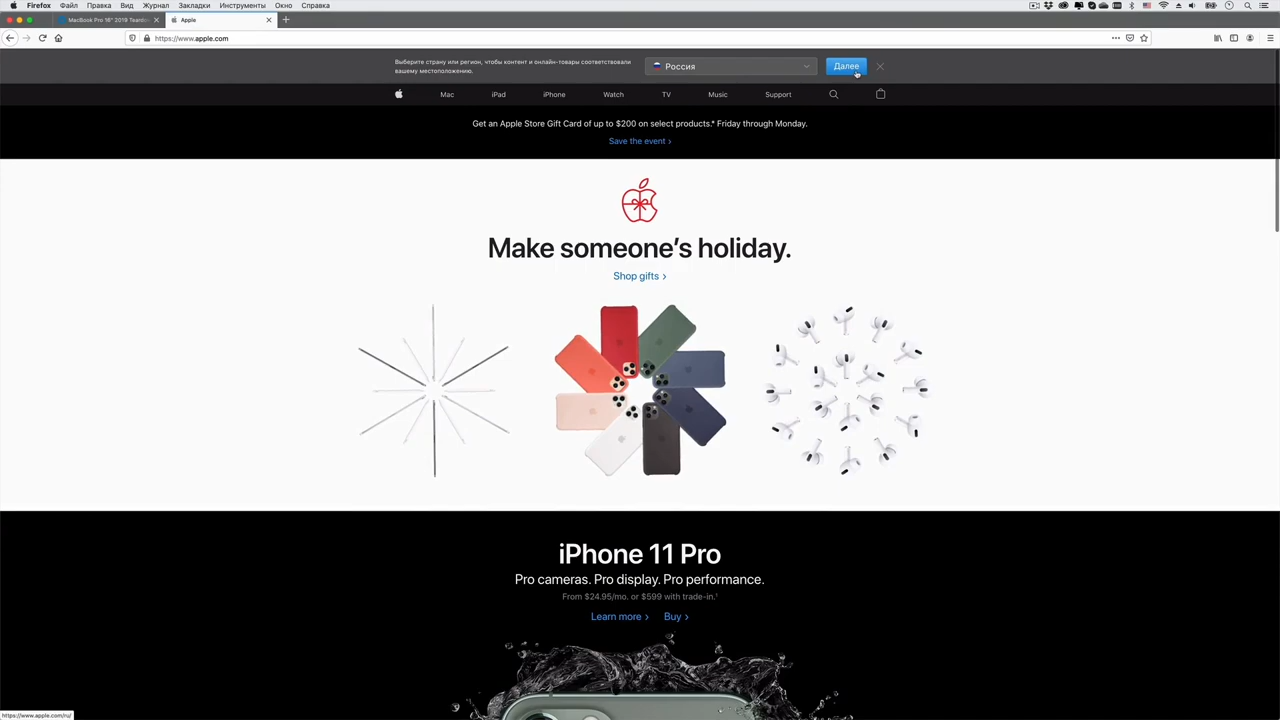 Firefox Файл Правка Вид Журнал Закладки Инструменты Окно Справка
MacBook Pro 16" 2019
Apple
https://www.apple.com
Выберите страну или регион, чтобы контент и онлайн-товары соответствовали
вашему местоположению.
Россия
Далее
Mac iPad iPhone Watch TV Music Support
Get an Apple Store Gift Card of up to $200 on select products.* Friday through Monday.
Save the event ›
Make someone's holiday.
Shop gifts ›
iPhone 11 Pro
Pro cameras. Pro display. Pro performance.
From $24.95/mo. or $599 with trade-in.¹
Learn more › Buy ›
https://www.apple.com/ru/